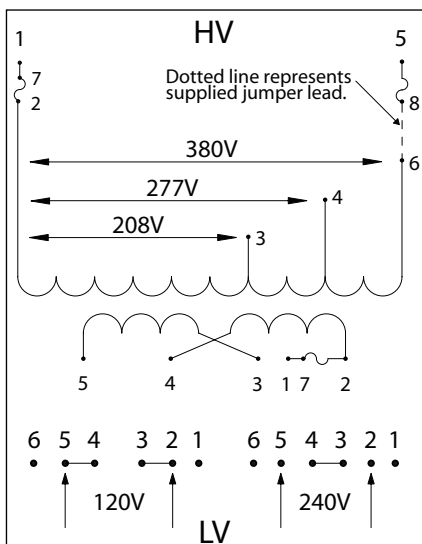 HV
1 5
7
2
Dotted line represents
supplied jumper lead.
8
380V
6
277V
4
208V
3
5 4 3 1 7 2
6 5 4 3 2 1 6 5 4 3 2 1
120V 240V
LV